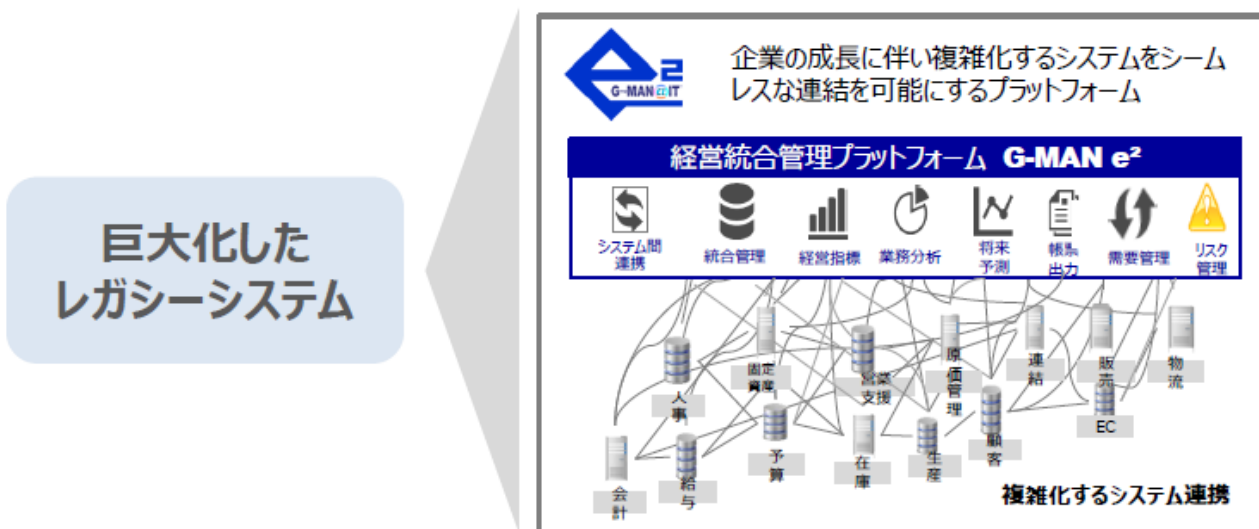 巨大化した
レガシーシステム
e2
G-MAN@IT
企業の成長に伴い複雑化するシステムをシーム
レスな連結を可能にするプラットフォーム
経営統合管理プラットフォーム G-MAN e²
システム間
連携
統合管理
経営指標
業務分析
将来
予測
帳票
出力
需要管理
リスク
管理
人事
固定
資産
営業
支援
原価管理
連結
販売
物流
会計
給与
予算
在庫
生産
顧客
EC
複雑化するシステム連携